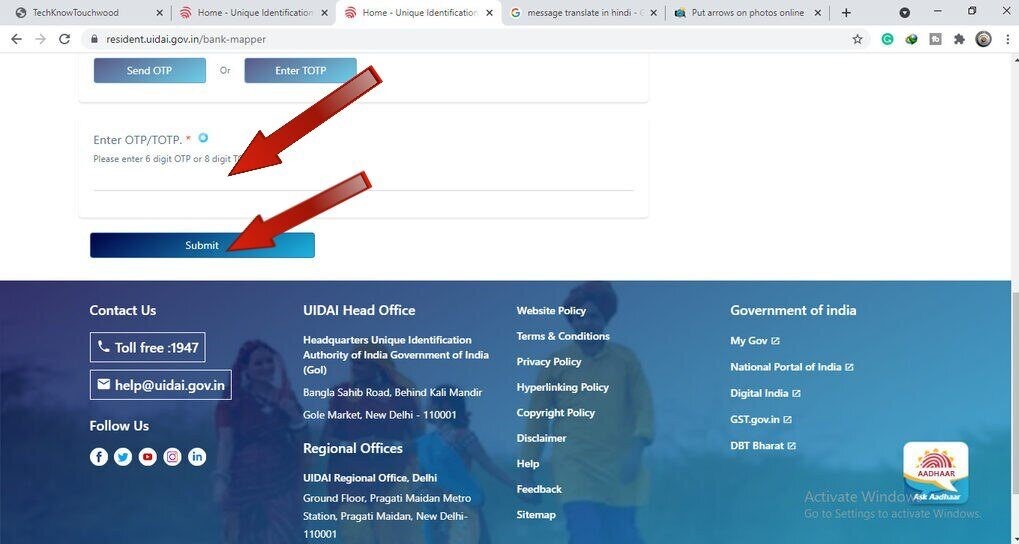 TechKnowTouchwood
Home - Unique Identification
Home - Unique Identification
message translate in hindi - G
Put arrows on photos online
resident.uidai.gov.in/bank-mapper
Send OTP
Or
Enter TOTP
Enter OTP/TOTP. *
Please enter 6 digit OTP or 8 digit
Submit
Contact Us
Toll free :1947
help@uidai.gov.in
Follow Us
UIDAI Head Office
Headquarters Unique Identification
Authority of India Government of India
(GoI)
Bangla Sahib Road, Behind Kali Mandir
Gole Market, New Delhi - 110001
Regional Offices
UIDAI Regional Office, Delhi
Ground Floor, Pragati Maidan Metro
Station, Pragati Maidan, New Delhi-
110001
Website Policy
Terms & Conditions
Privacy Policy
Hyperlinking Policy
Copyright Policy
Disclaimer
Help
Feedback
Sitemap
Government of india
My Gov
National Portal of India
Digital India
GST.gov.in
DBT Bharat
AADHAAR
Ask Aadhaar
Activate Windows
Go to Settings to activate Windows.